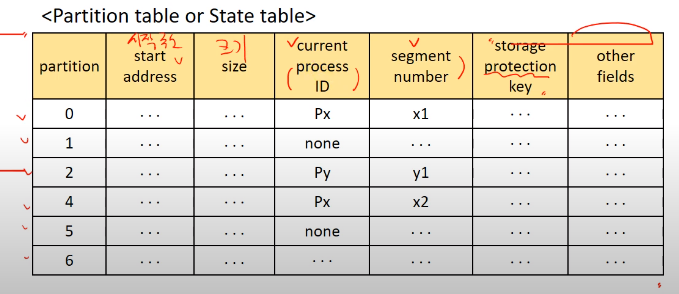 <Partition table or State table>
시작 주소
크기
partition | start address | size | current process ID | segment number | storage protection key | other fields
0 | ... | ... | Px | x1 | ... | ...
1 | ... | ... | none | ... | ... | ...
2 | ... | ... | Py | y1 | ... | ...
4 | ... | ... | Px | x2 | ... | ...
5 | ... | ... | none | ... | ... | ...
6 | ... | ... | ... | ... | ... | ...